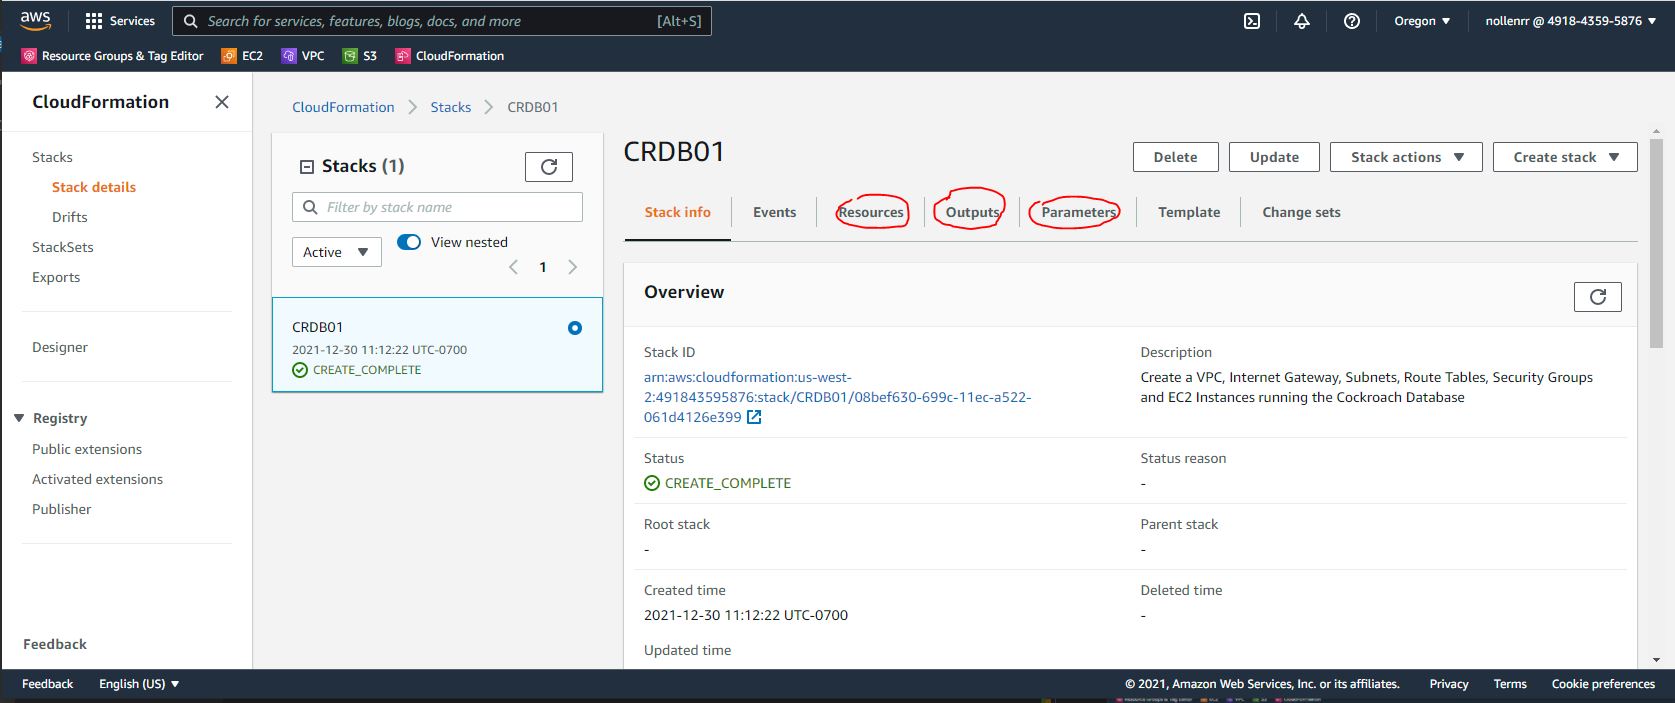 aws
Services
Search for services, features, blogs, docs, and more
[Alt+S]
Oregon
nollenrr @ 4918-4359-5876
Resource Groups & Tag Editor
EC2
VPC
S3
CloudFormation
CloudFormation
Stacks
Stack details
Drifts
StackSets
Exports
Designer
Registry
Public extensions
Activated extensions
Publisher
Feedback
CloudFormation
Stacks
CRDB01
Stacks (1)
Filter by stack name
Active
View nested
1
CRDB01
2021-12-30 11:12:22 UTC-0700
CREATE_COMPLETE
CRDB01
Delete
Update
Stack actions
Create stack
Stack info
Events
Resources
Outputs
Parameters
Template
Change sets
Overview
Stack ID
arn:aws:cloudformation:us-west-
2:491843595876:stack/CRDB01/08bef630-699c-11ec-a522-
061d4126e399
Description
Create a VPC, Internet Gateway, Subnets, Route Tables, Security Groups
and EC2 Instances running the Cockroach Database
Status
CREATE_COMPLETE
Status reason
-
Root stack
-
Parent stack
-
Created time
2021-12-30 11:12:22 UTC-0700
Deleted time
-
Updated time
Feedback
English (US)
© 2021, Amazon Web Services, Inc. or its affiliates.
Privacy
Terms
Cookie preferences